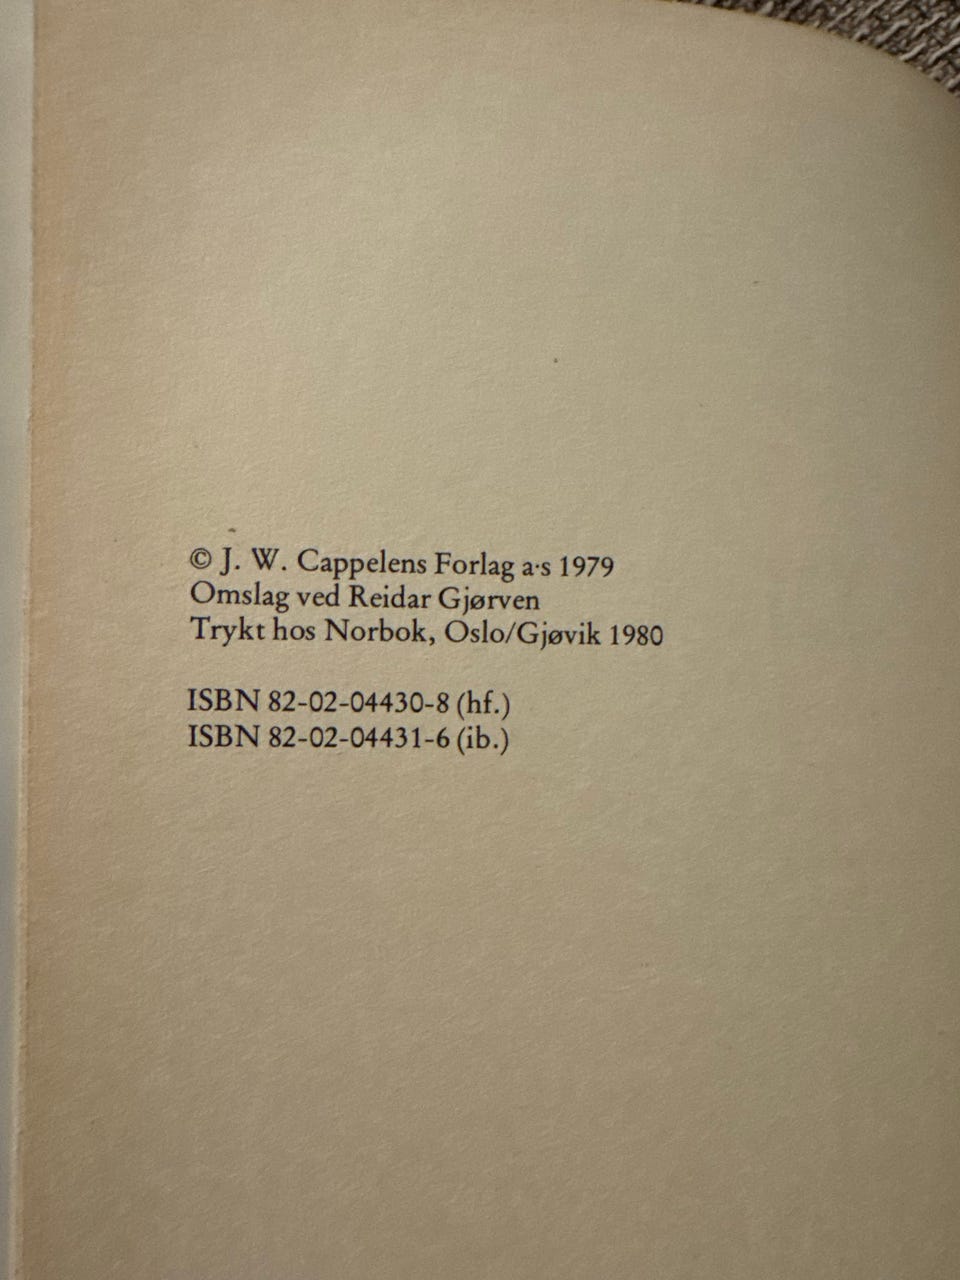 © J. W. Cappelens Forlag a·s 1979
Omslag ved Reidar Gjørven
Trykt hos Norbok, Oslo/Gjøvik 1980
ISBN 82-02-04430-8 (hf.)
ISBN 82-02-04431-6 (ib.)